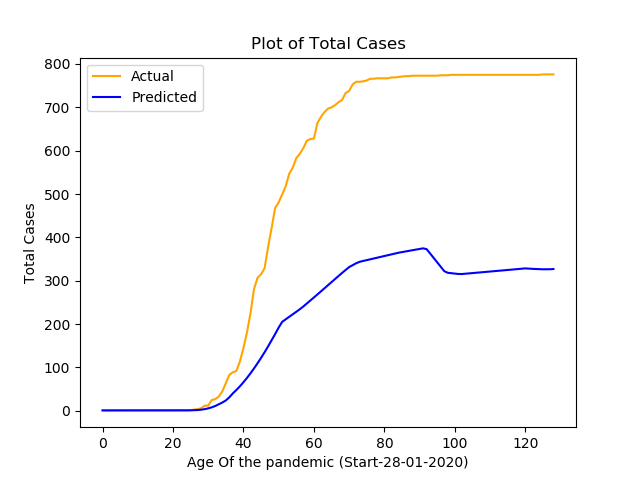 Plot of Total Cases
Actual
Predicted
800
700
600
500
400
300
200
100
0
Total Cases
0 20 40 60 80 100 120
Age Of the pandemic (Start-28-01-2020)